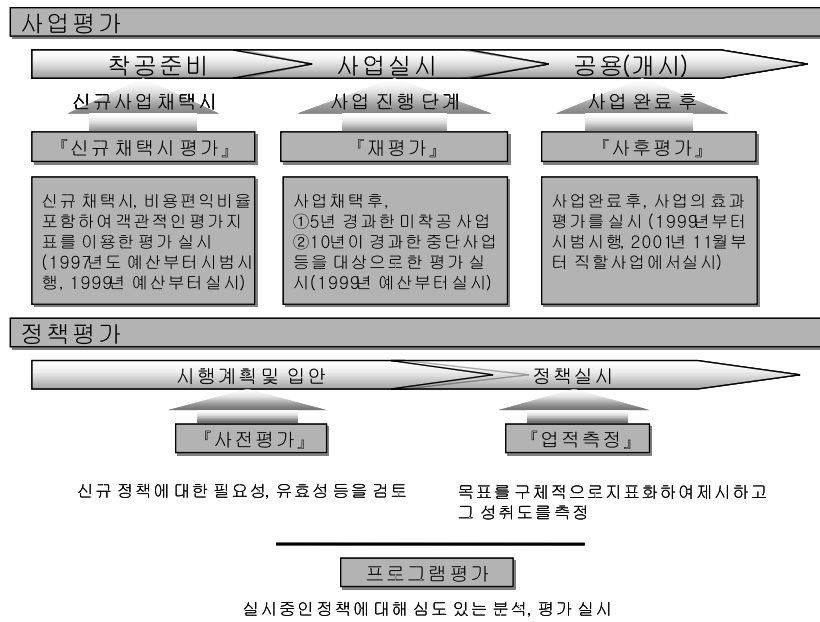 사업평가
착공준비
사업실시
공용(개시)
신규사업 채택시
사업 진행 단계
사업 완료 후
『신규 채택시 평가』
『재평가』
『사후평가』
신규 채택시, 비용편익비율
포함하여 객관적인 평가지
표를 이용한 평가 실시
(1997년도 예산부터 시범시
행, 1999년 예산부터 실시)
사업채택 후,
①5년 경과한 미착공 사업
②10년이 경과한 중단사업
등을 대상으로한 평가 실
시(1999년 예산부터 실시)
사업완료 후, 사업의 효과
평가를 실시 (1999년부터
시범시행, 2001년 11월부
터 직할사업에서 실시)
정책평가
시행계획 및 입안
정책실시
『사전평가』
『업적측정』
신규 정책에 대한 필요성, 유효성 등을 검토
목표를 구체적으로 지표화하여 제시하고
그 성취도를 측정
프로그램 평가
실시중인 정책에 대해 심도 있는 분석, 평가 실시